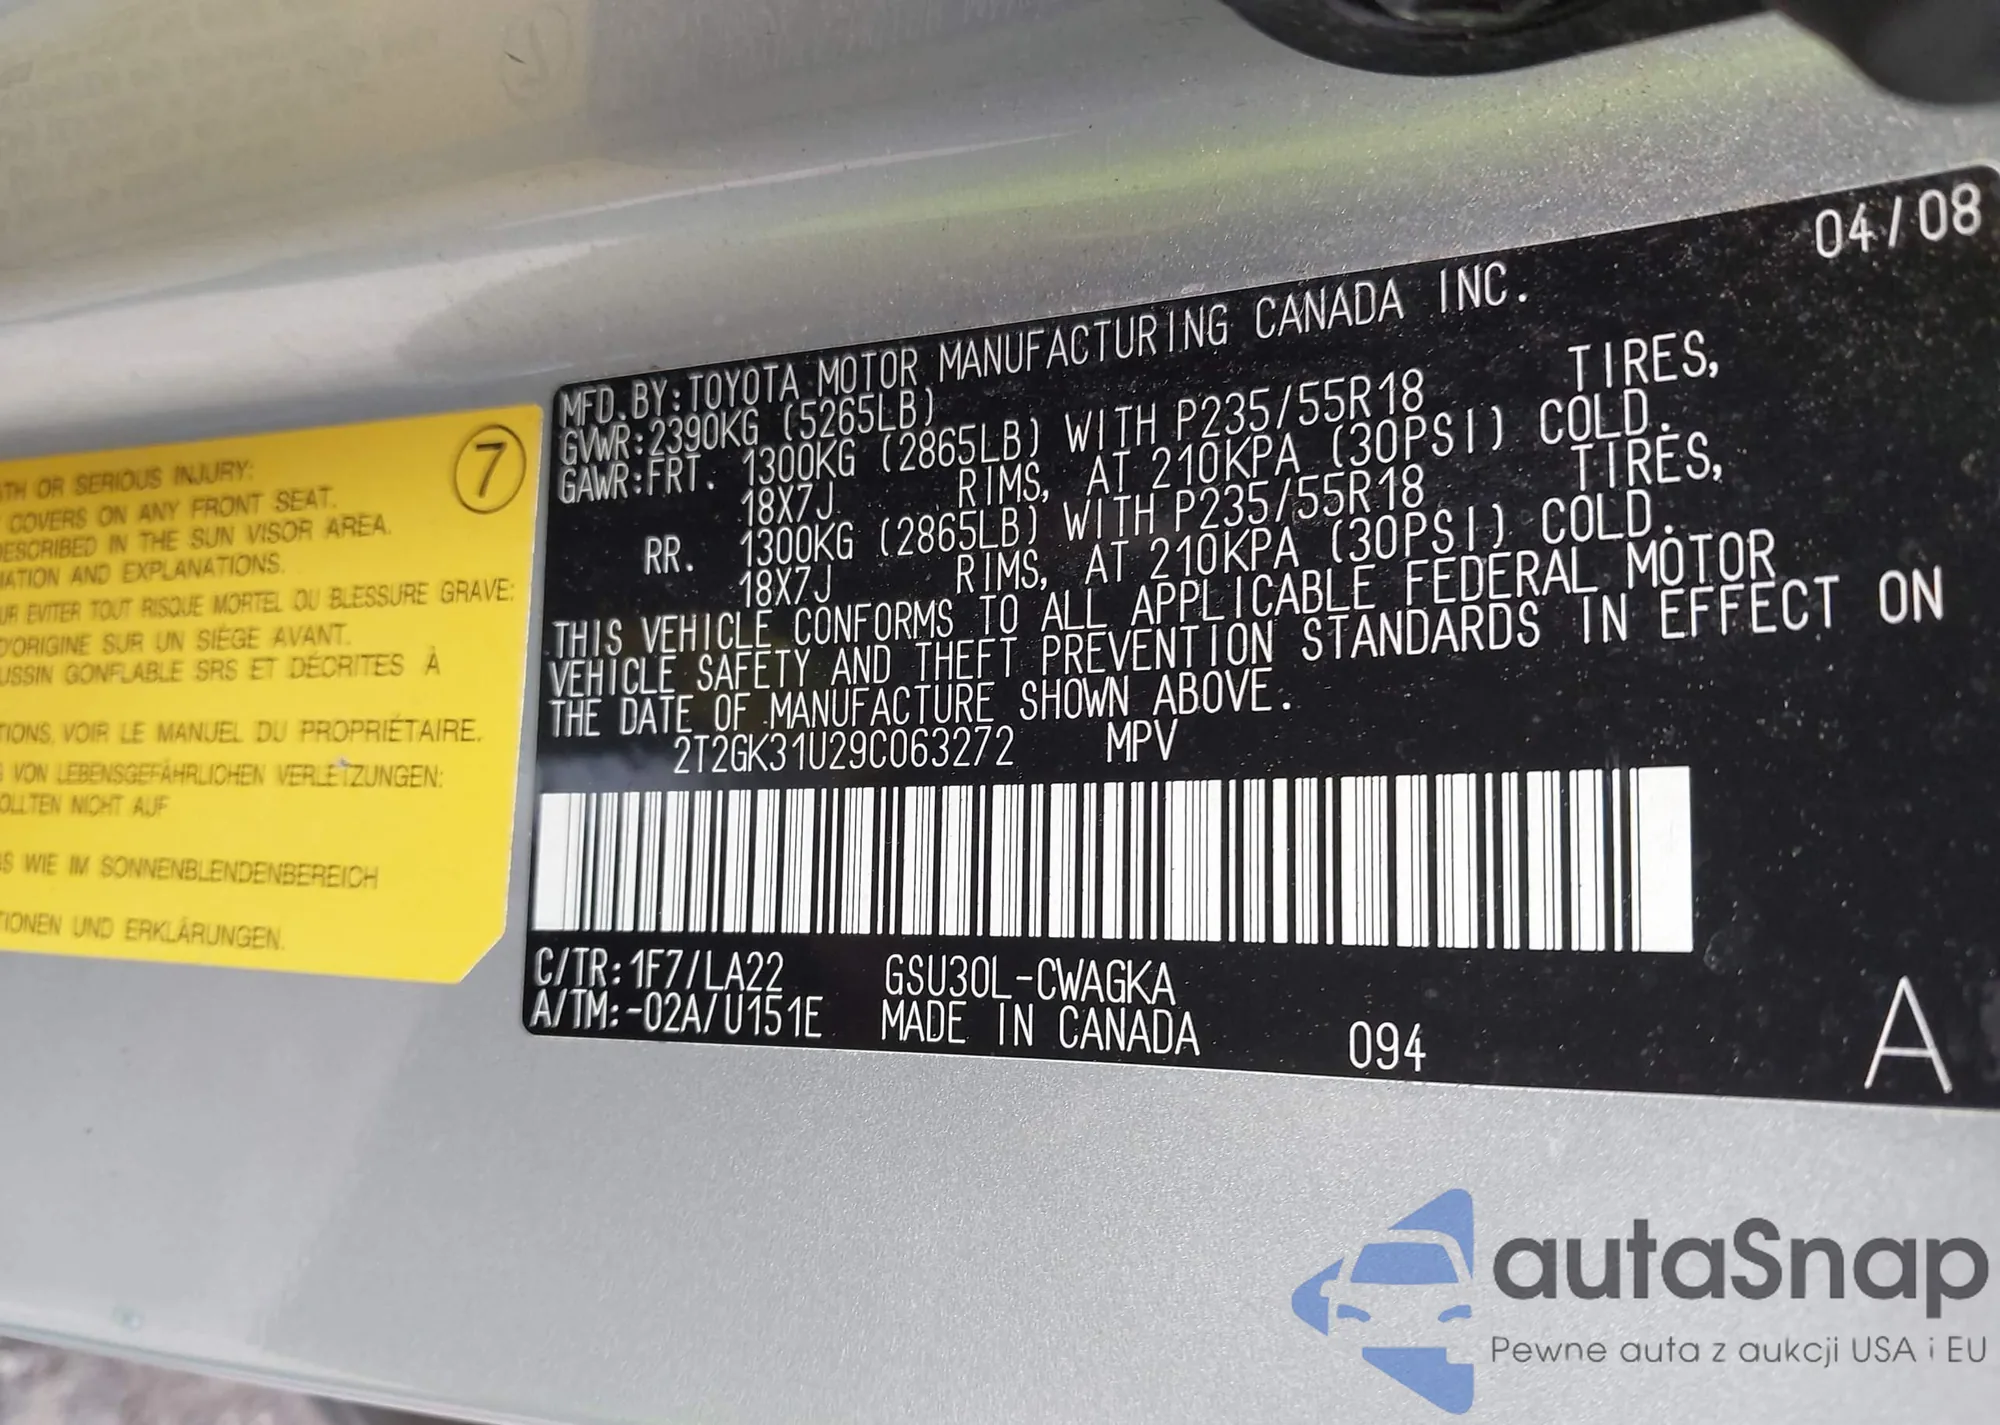 7
TH OR SERIOUS INJURY:
COVERS ON ANY FRONT SEAT.
ESCRIBED IN THE SUN VISOR AREA.
ATION AND EXPLANATIONS.
UR EVITER TOUT RISQUE MORTEL OU BLESSURE GRAVE:
D'ORIGINE SUR UN SIÈGE AVANT.
USSIN GONFLABLE SRS ET DÉCRITES À
TIONS, VOIR LE MANUEL DU PROPRIÉTAIRE.
VON LEBENSGEFÄHRLICHEN VERLETZUNGEN:
OLLTEN NICHT AUF
S WIE IM SONNENBLENDENBEREICH
TIONEN UND ERKLÄRUNGEN.
04/08
MFD. BY: TOYOTA MOTOR MANUFACTURING CANADA INC.
GVWR: 2390KG (5265LB)
GAWR: FRT. 1300KG (2865LB) WITH P235/55R18 TIRES,
18X7J RIMS, AT 210KPA (30PSI) COLD.
RR. 1300KG (2865LB) WITH P235/55R18 TIRES,
18X7J RIMS, AT 210KPA (30PSI) COLD.
THIS VEHICLE CONFORMS TO ALL APPLICABLE FEDERAL MOTOR
VEHICLE SAFETY AND THEFT PREVENTION STANDARDS IN EFFECT ON
THE DATE OF MANUFACTURE SHOWN ABOVE.
2T2GK31U29C063272 MPV
C/TR: 1F7/LA22 GSU30L-CWAGKA
A/TM: -02A/U151E MADE IN CANADA 094 A
autaSnap
Pewne auta z aukcji USA i EU